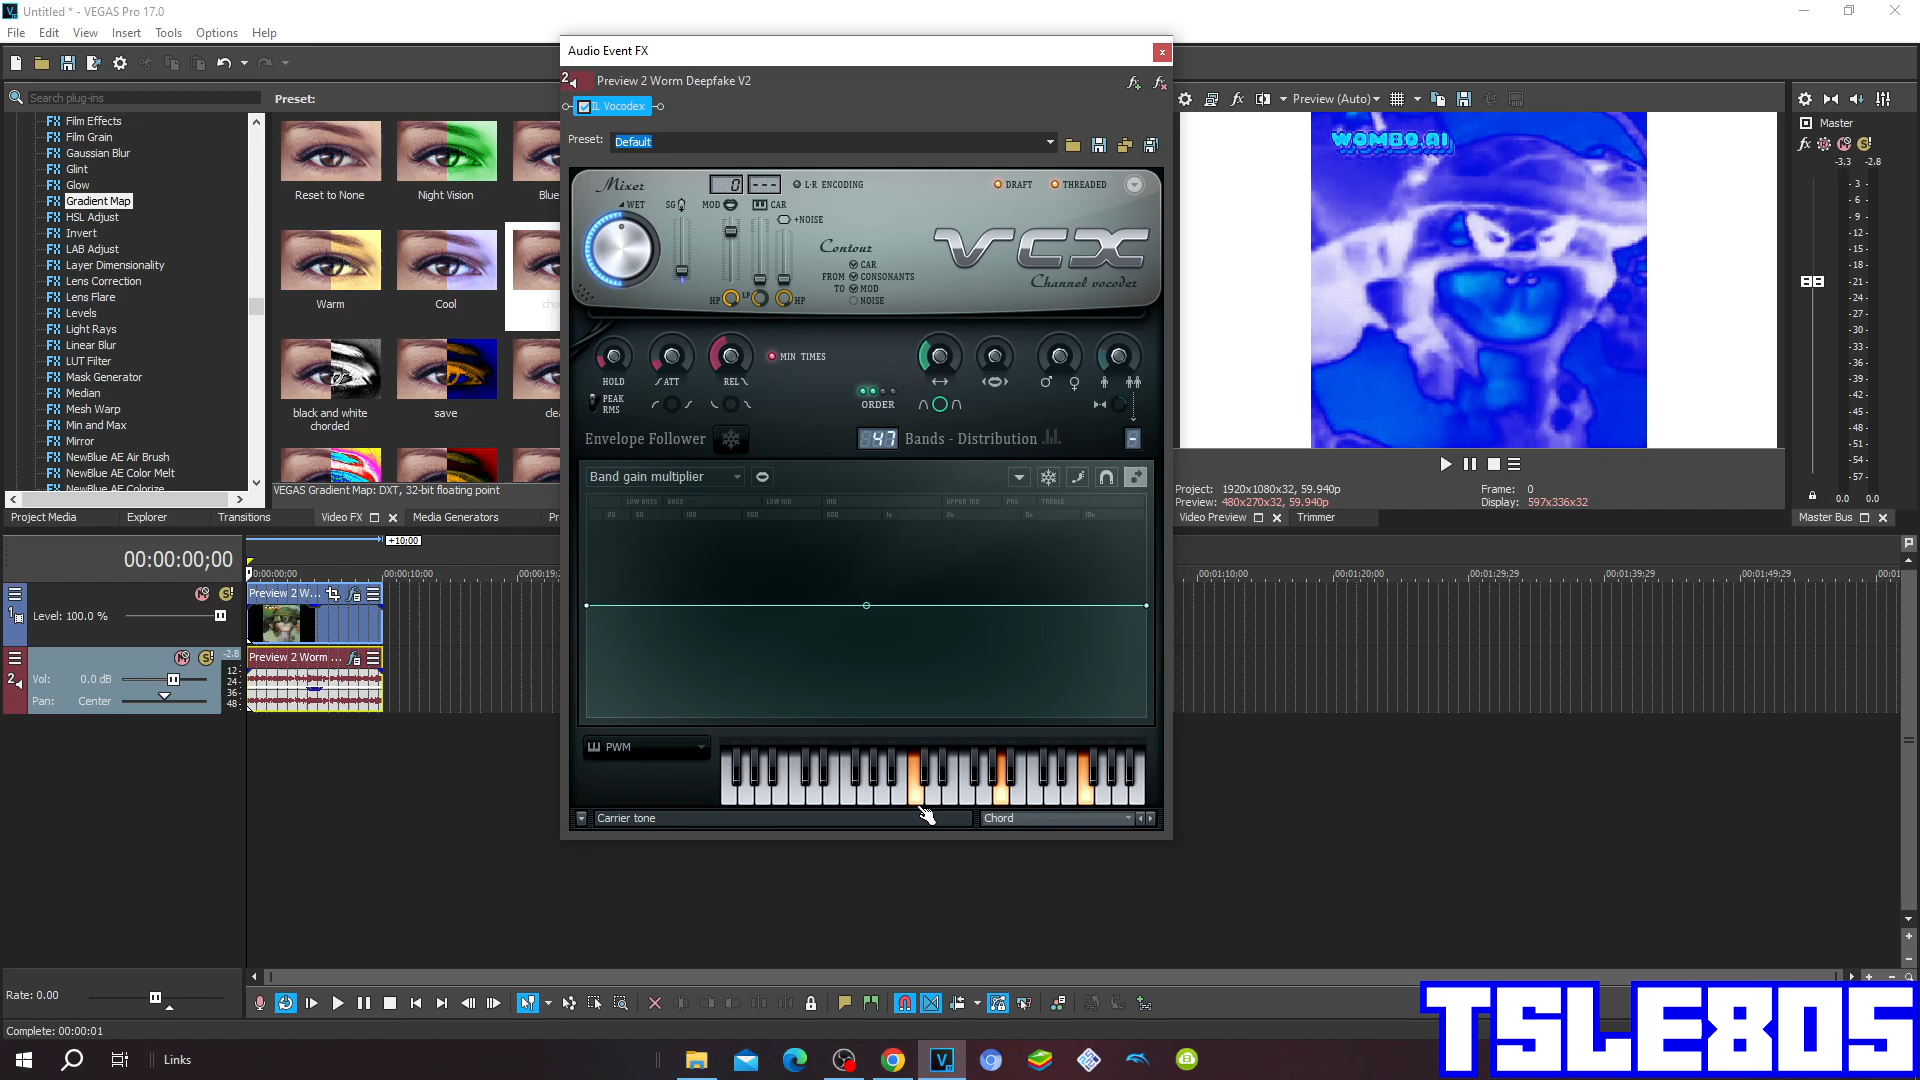 Untitled * - VEGAS Pro 17.0
File Edit View Insert Tools Options Help
Search plug-ins
Film Effects
Film Grain
Gaussian Blur
Glint
Glow
Gradient Map
HSL Adjust
Invert
LAB Adjust
Layer Dimensionality
Lens Correction
Lens Flare
Levels
Light Rays
Linear Blur
LUT Filter
Mask Generator
Median
Mesh Warp
Min and Max
Mirror
NewBlue AE Air Brush
NewBlue AE Color Melt
NewBlue AE Colorize
Preset:
Reset to None
Night Vision
Blue
Warm
Cool
black and white chorded
save
VEGAS Gradient Map: DXT, 32-bit floating point
Project Media Explorer Transitions Video FX Media Generators
Audio Event FX
Preview 2 Worm Deepfake V2
IL Vocodex
Preset: Default
Mixer
0 ---
L-R ENCODING
DRAFT
THREADED
WET SG MOD CAR
+NOISE
Contour
CAR
FROM CONSONANTS
TO MOD
NOISE
HP LP HP
VCX
Channel vocoder
HOLD ATT REL
MIN TIMES
PEAK
RMS
ORDER
Envelope Follower
47 Bands - Distribution
Band gain multiplier
LOW BASS BASS LOW MID MID UPPER MID PRS TREBLE
20 50 100 200 500 1k 2k 5k 10k
PWM
Carrier tone
Chord
Preview (Auto)
WOMBO.AI
Project: 1920x1080x32, 59.940p
Preview: 480x270x32, 59.940p
Frame: 0
Display: 597x336x32
Video Preview Trimmer
Master
-3.3 -2.8
3
6
9
12
15
18
21
24
27
30
33
36
39
42
45
48
51
54
57
0.0 0.0
Master Bus
00:00:00;00
+10;00
00:00:10;00
00:01:10;00 00:01:20;00 00:01:29;29 00:01:39;29 00:01:49;29
Level: 100.0 %
Preview 2 W...
Vol: 0.0 dB
Pan: Center
-2.8
12
24
36
48
Preview 2 Worm ...
Rate: 0.00
Complete: 00:00:01
Links
TSLE80S